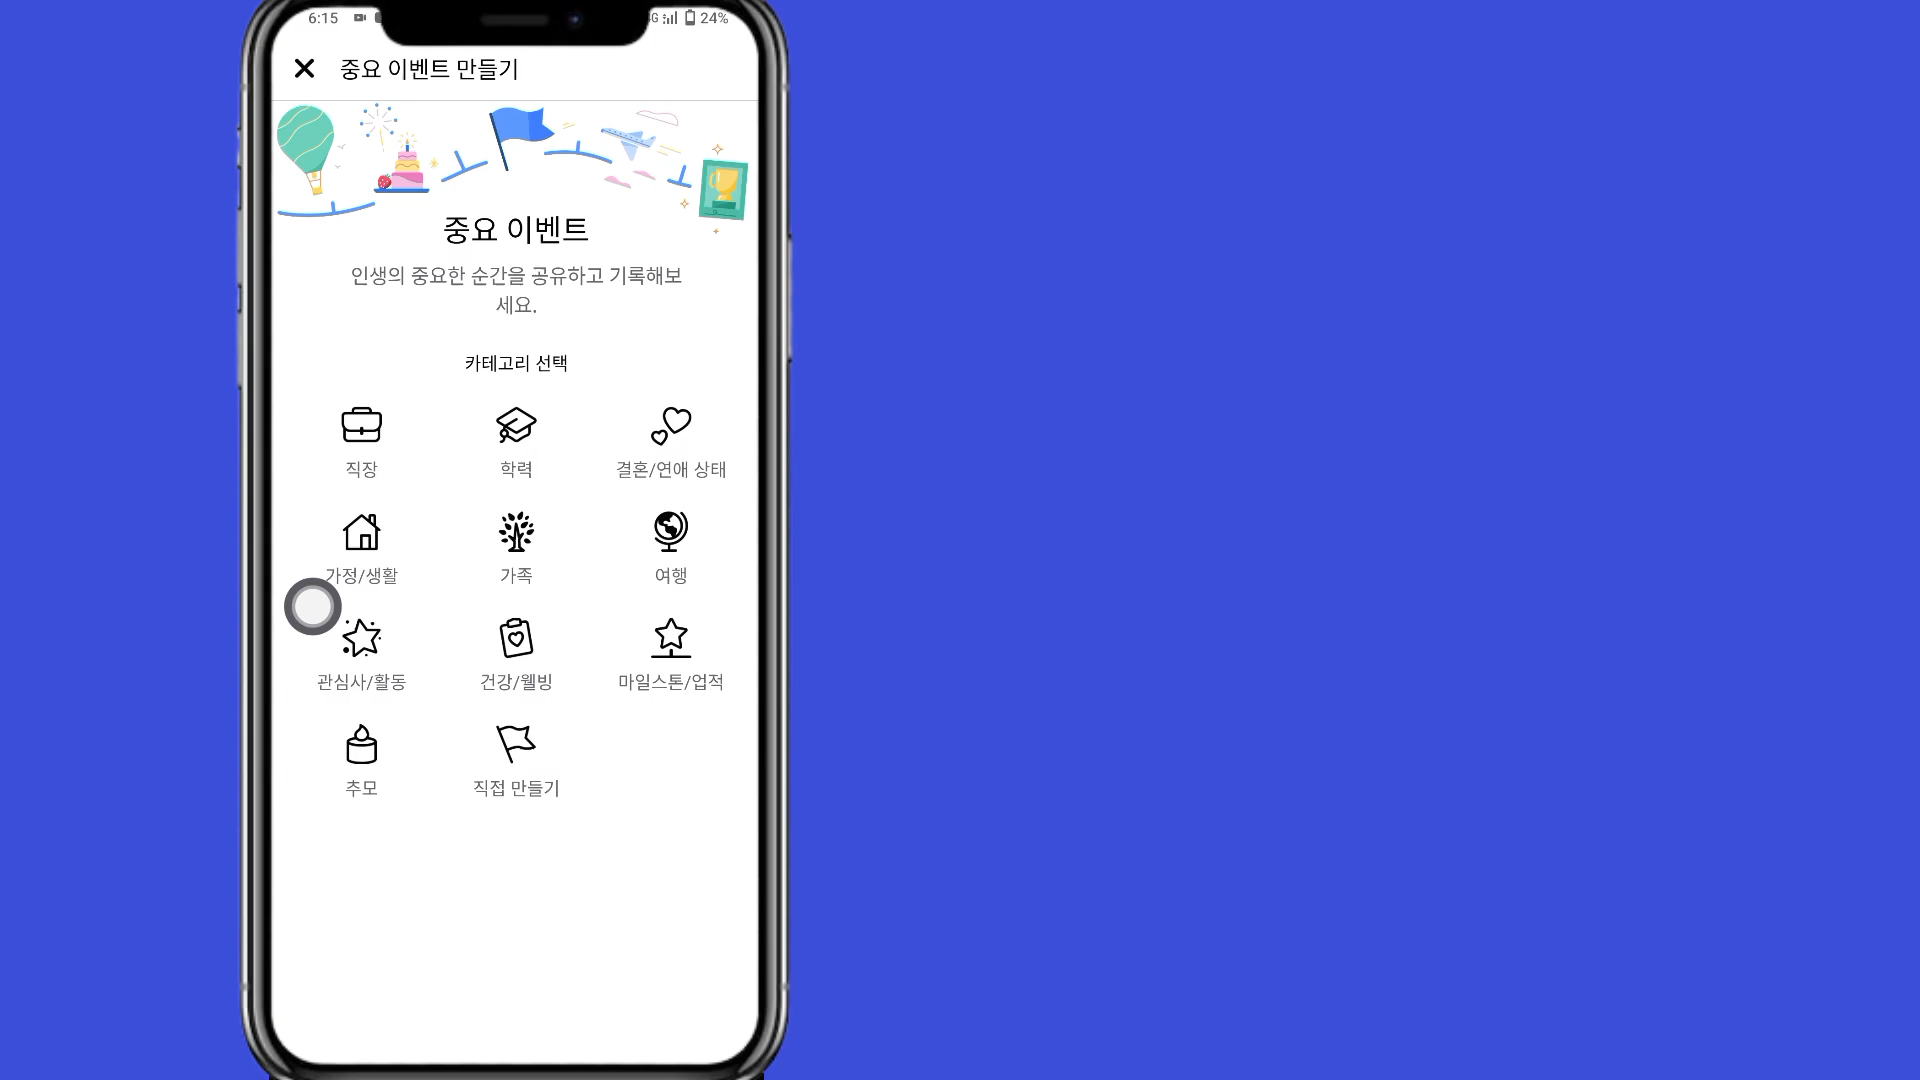 6:15
24%
중요 이벤트 만들기
중요 이벤트
인생의 중요한 순간을 공유하고 기록해보
세요.
카테고리 선택
직장 학력 결혼/연애 상태
가정/생활 가족 여행
관심사/활동 건강/웰빙 마일스톤/업적
추모 직접 만들기